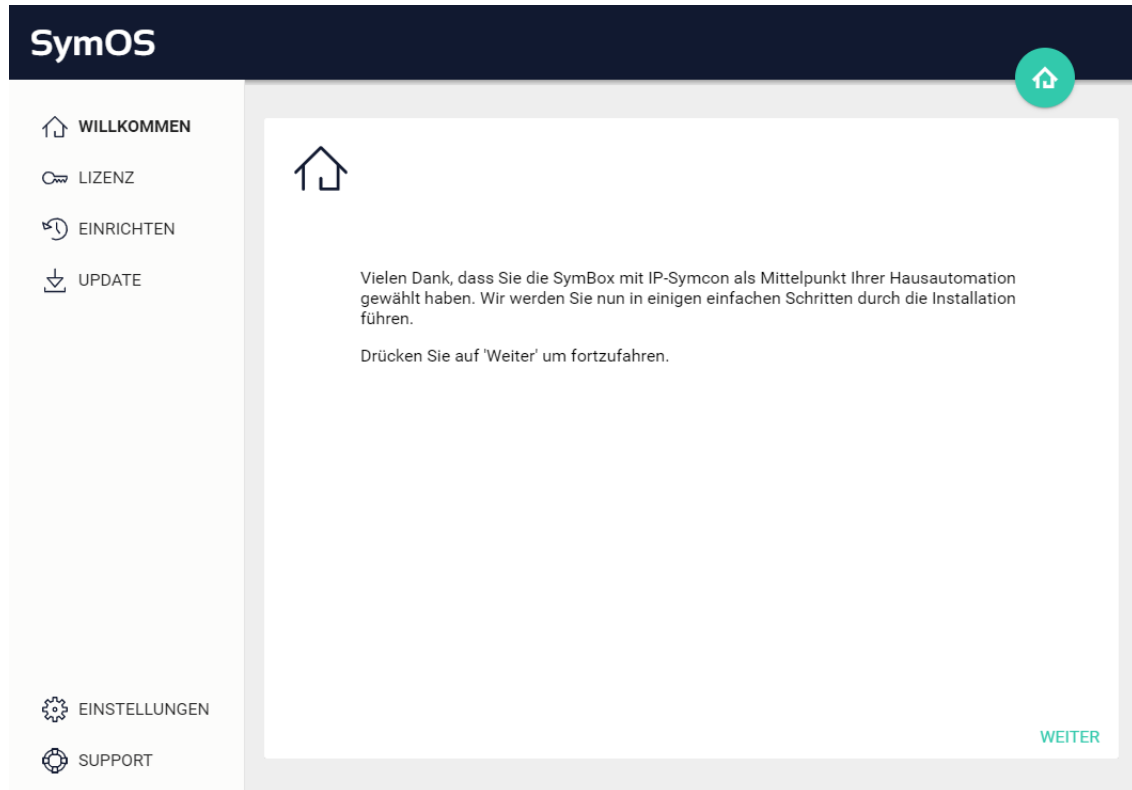 SymOS
WILLKOMMEN
LIZENZ
EINRICHTEN
UPDATE
Vielen Dank, dass Sie die SymBox mit IP-Symcon als Mittelpunkt Ihrer Hausautomation
gewählt haben. Wir werden Sie nun in einigen einfachen Schritten durch die Installation
führen.
Drücken Sie auf 'Weiter' um fortzufahren.
EINSTELLUNGEN
SUPPORT
WEITER